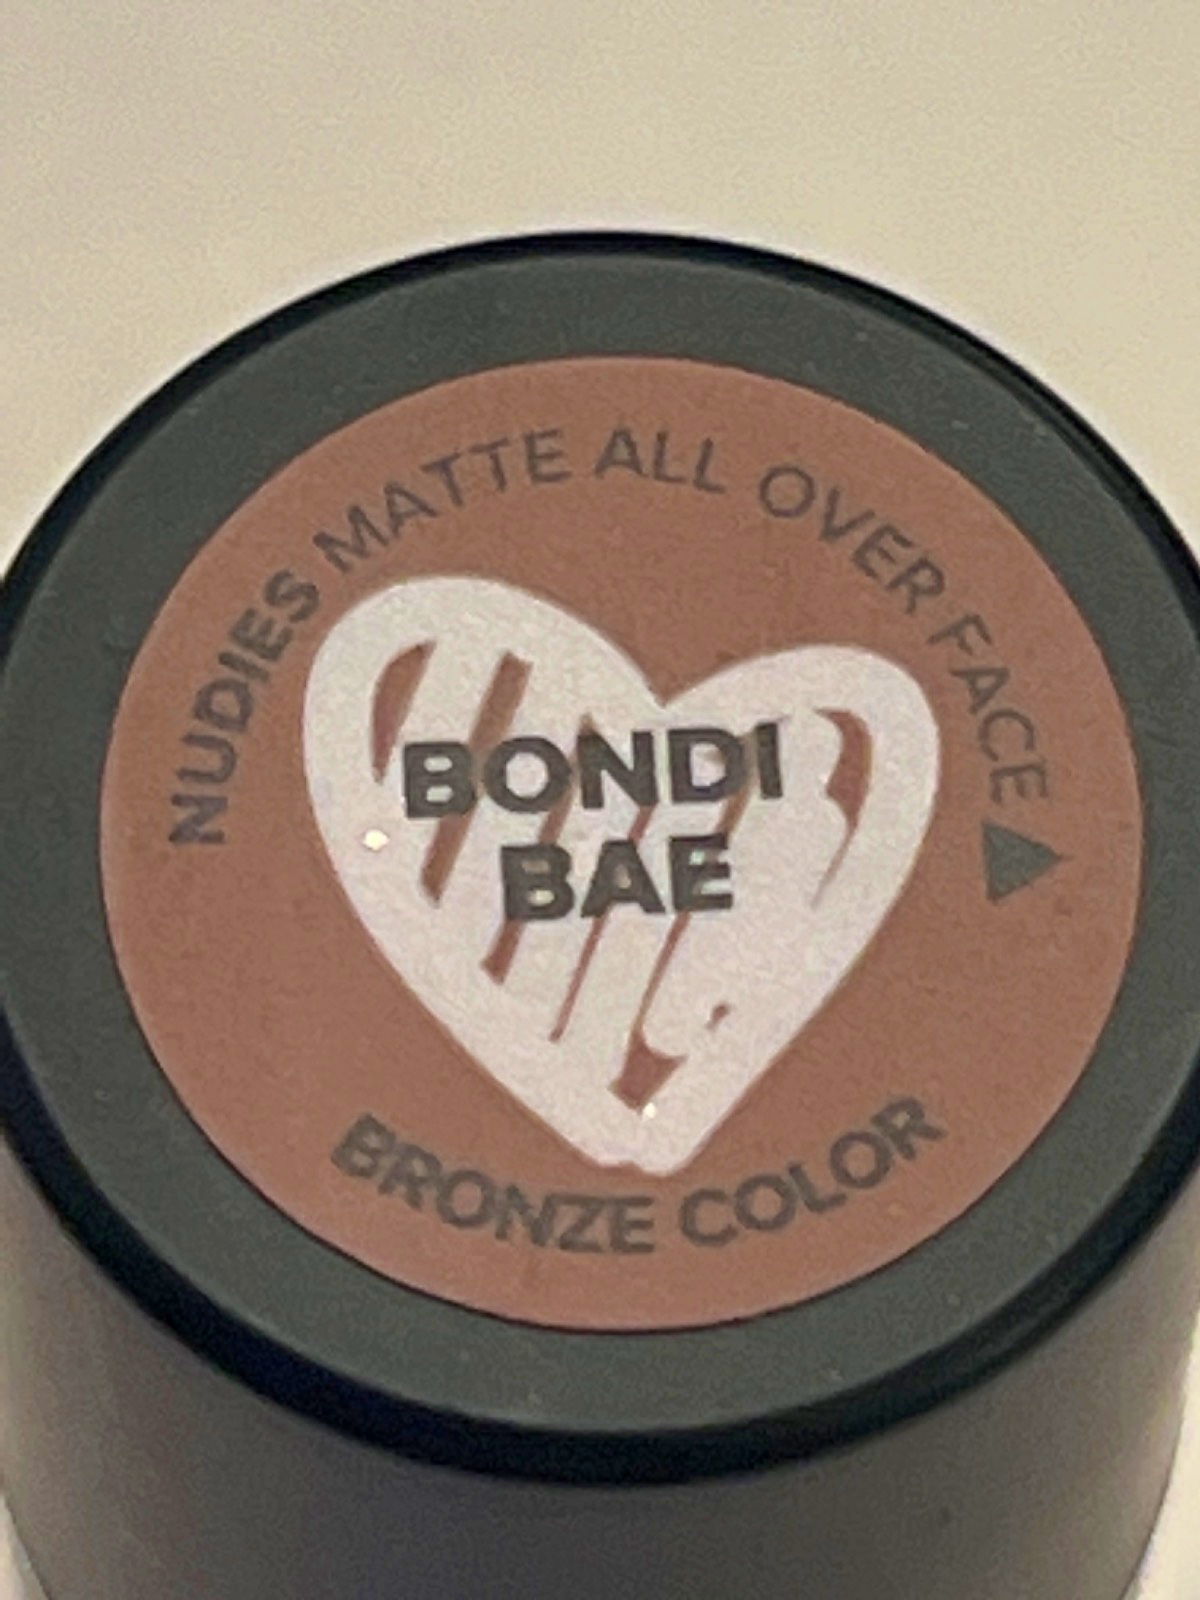 NUDIES MATTE ALL OVER FACE
BONDI
BAE
BRONZE COLOR